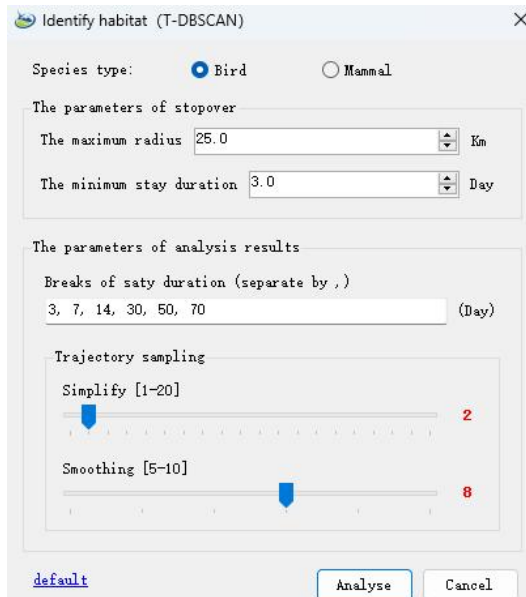 Identify habitat (T-DBSCAN)
Species type: Bird Mammal
The parameters of stopover
The maximum radius 25.0 Km
The minimum stay duration 3.0 Day
The parameters of analysis results
Breaks of saty duration (separate by ,)
3, 7, 14, 30, 50, 70 (Day)
Trajectory sampling
Simplify [1-20]
2
Smoothing [5-10]
8
default Analyse Cancel